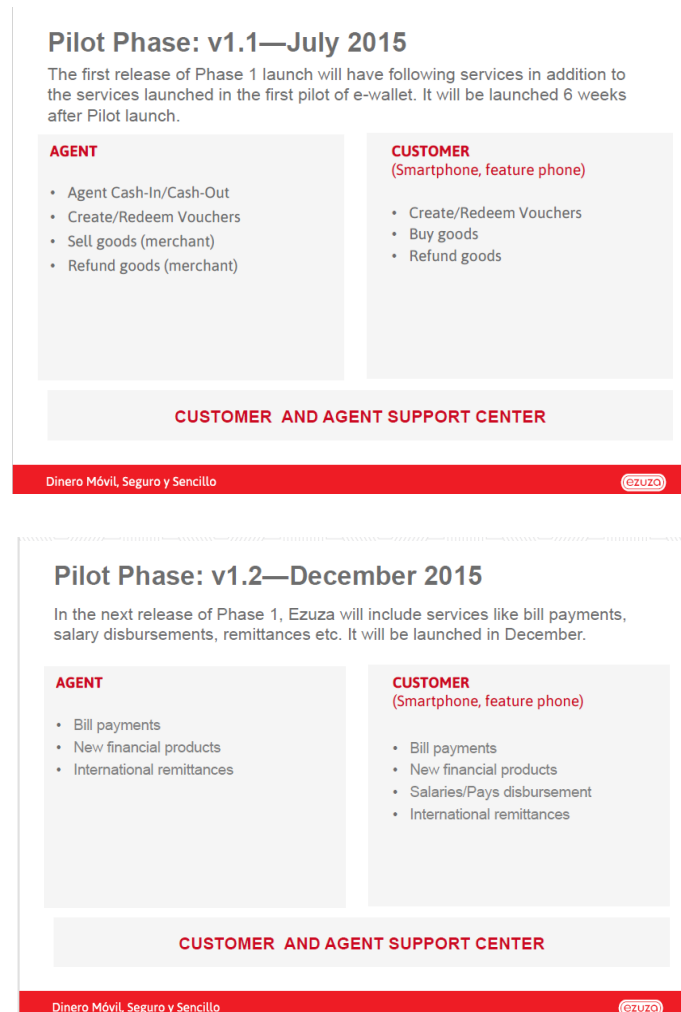 Pilot Phase: v1.1—July 2015
The first release of Phase 1 launch will have following services in addition to
the services launched in the first pilot of e-wallet. It will be launched 6 weeks
after Pilot launch.
AGENT
• Agent Cash-In/Cash-Out
• Create/Redeem Vouchers
• Sell goods (merchant)
• Refund goods (merchant)
CUSTOMER
(Smartphone, feature phone)
• Create/Redeem Vouchers
• Buy goods
• Refund goods
CUSTOMER AND AGENT SUPPORT CENTER
Dinero Móvil, Seguro y Sencillo
ezuza
Pilot Phase: v1.2—December 2015
In the next release of Phase 1, Ezuza will include services like bill payments,
salary disbursements, remittances etc. It will be launched in December.
AGENT
• Bill payments
• New financial products
• International remittances
CUSTOMER
(Smartphone, feature phone)
• Bill payments
• New financial products
• Salaries/Pays disbursement
• International remittances
CUSTOMER AND AGENT SUPPORT CENTER
Dinero Móvil, Seguro y Sencillo
ezuza